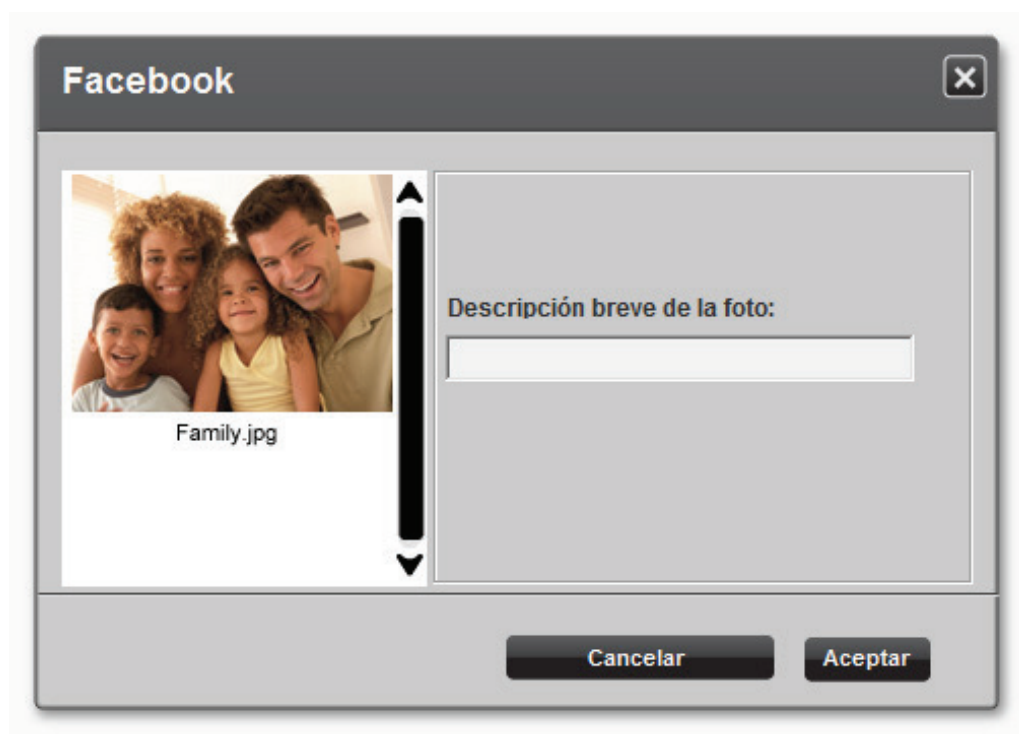 Facebook
Family.jpg
Descripción breve de la foto:
Cancelar
Aceptar